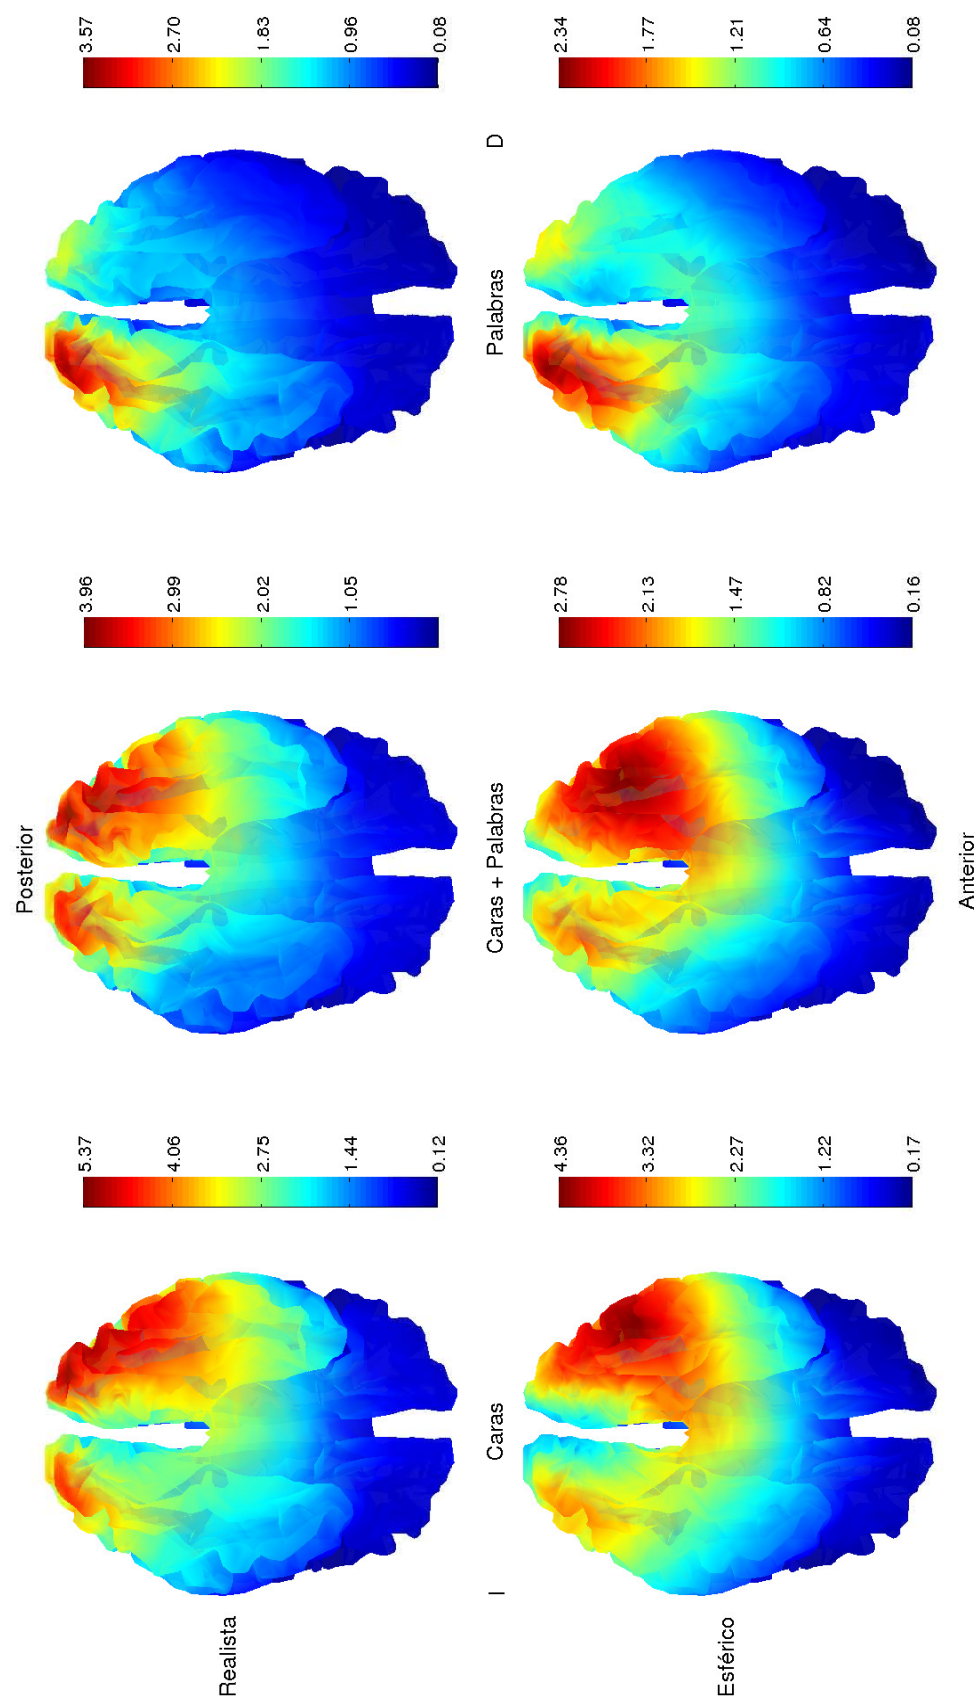 Posterior
5.37 3.96 3.57
4.06 2.99 2.70
Realista
2.75 2.02 1.83
1.44 1.05 0.96
0.12 0.08
I Caras Caras + Palabras Palabras D
4.36 2.78 2.34
3.32 2.13 1.77
Esférico
2.27 1.47 1.21
1.22 0.82 0.64
0.17 0.16 0.08
Anterior